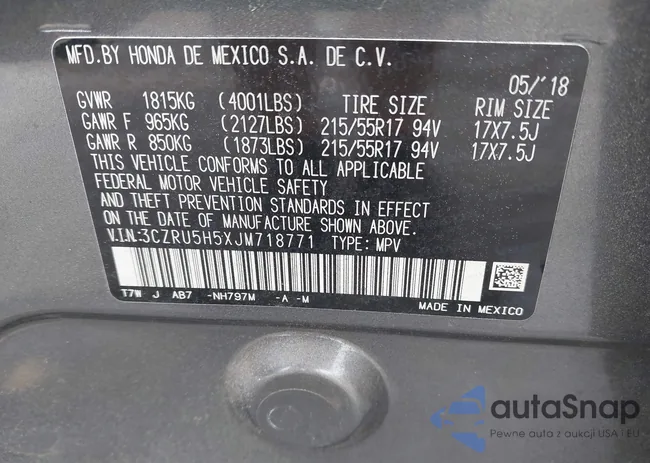 MFD.BY HONDA DE MEXICO S.A. DE C.V.
05/'18
GVWR 1815KG (4001LBS) TIRE SIZE RIM SIZE
GAWR F 965KG (2127LBS) 215/55R17 94V 17X7.5J
GAWR R 850KG (1873LBS) 215/55R17 94V 17X7.5J
THIS VEHICLE CONFORMS TO ALL APPLICABLE
FEDERAL MOTOR VEHICLE SAFETY
AND THEFT PREVENTION STANDARDS IN EFFECT
ON THE DATE OF MANUFACTURE SHOWN ABOVE.
V.I.N:3CZRU5H5XJM718771 TYPE: MPV
T7W J AB7 -NH797M -A -M
MADE IN MEXICO
autoSnap
Pewne auta z aukcji USA i EU